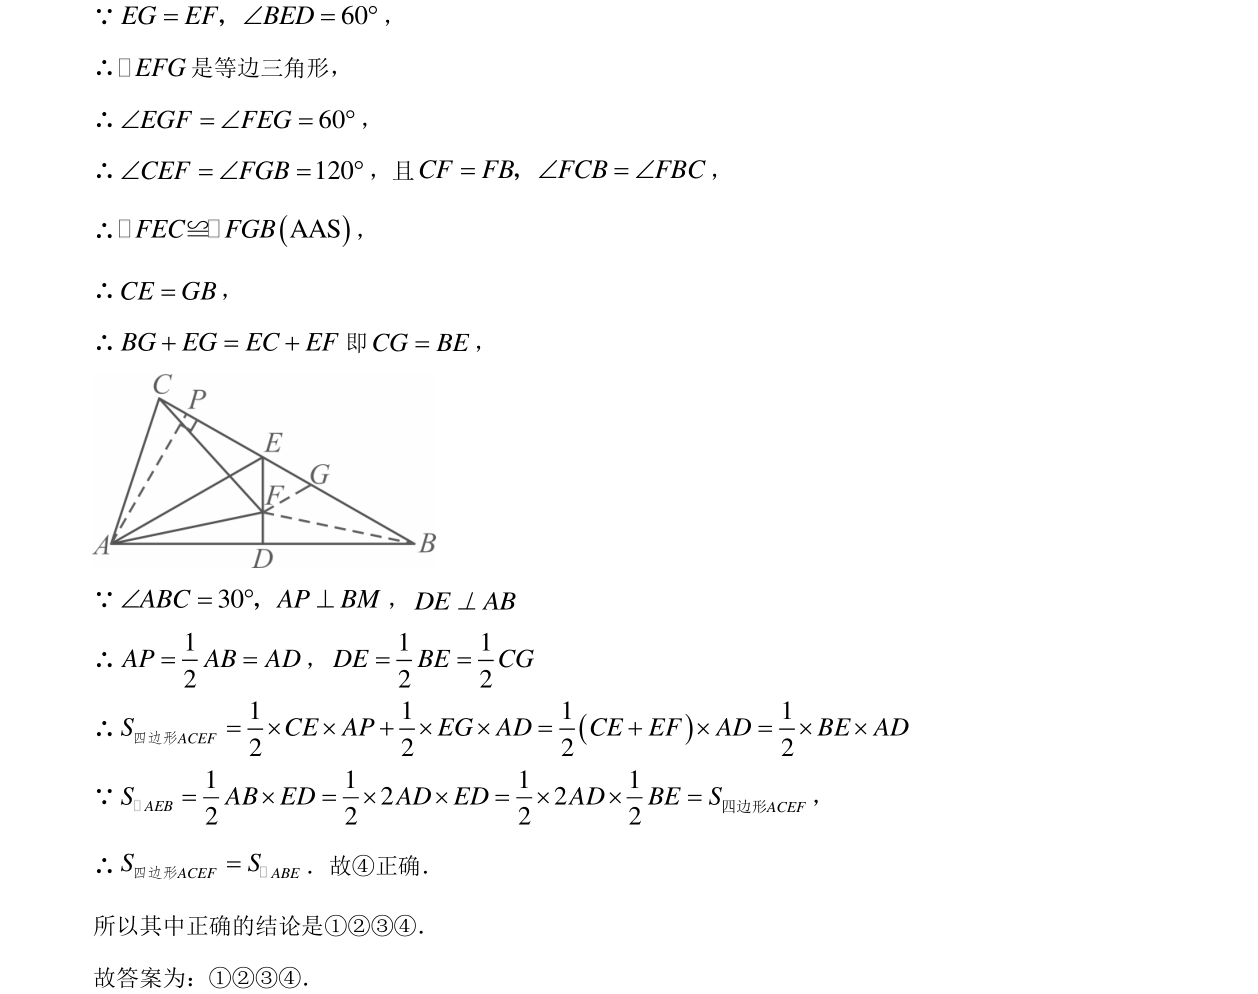 ∵ EG = EF，∠BED = 60°，
∴ □ EFG 是等边三角形，
∴ ∠EGF = ∠FEG = 60°，
∴ ∠CEF = ∠FGB = 120°，且 CF = FB，∠FCB = ∠FBC，
∴ □ FEC≌□ FGB(AAS)，
∴ CE = GB，
∴ BG + EG = EC + EF 即 CG = BE，
C
P
E
G
F
A
D
B
∵ ∠ABC = 30°，AP ⊥ BM，DE ⊥ AB
∴ AP = 1/2 AB = AD，DE = 1/2 BE = 1/2 CG
∴ S四边形ACEF = 1/2 × CE × AP + 1/2 × EG × AD = 1/2 (CE + EF) × AD = 1/2 × BE × AD
∵ S□ AEB = 1/2 AB × ED = 1/2 × 2AD × ED = 1/2 × 2AD × 1/2 BE = S四边形ACEF，
∴ S四边形ACEF = S□ ABE．故④正确．
所以其中正确的结论是①②③④．
故答案为：①②③④．